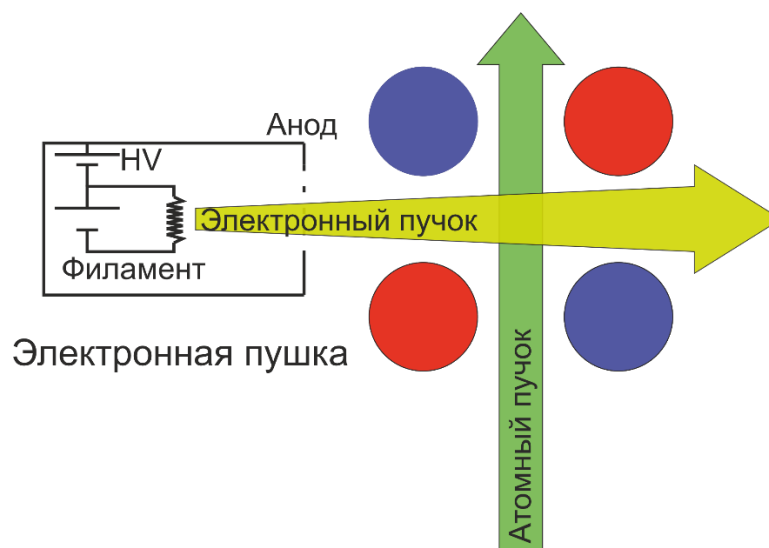 Анод
HV
Электронный пучок
Филамент
Электронная пушка
Атомный пучок